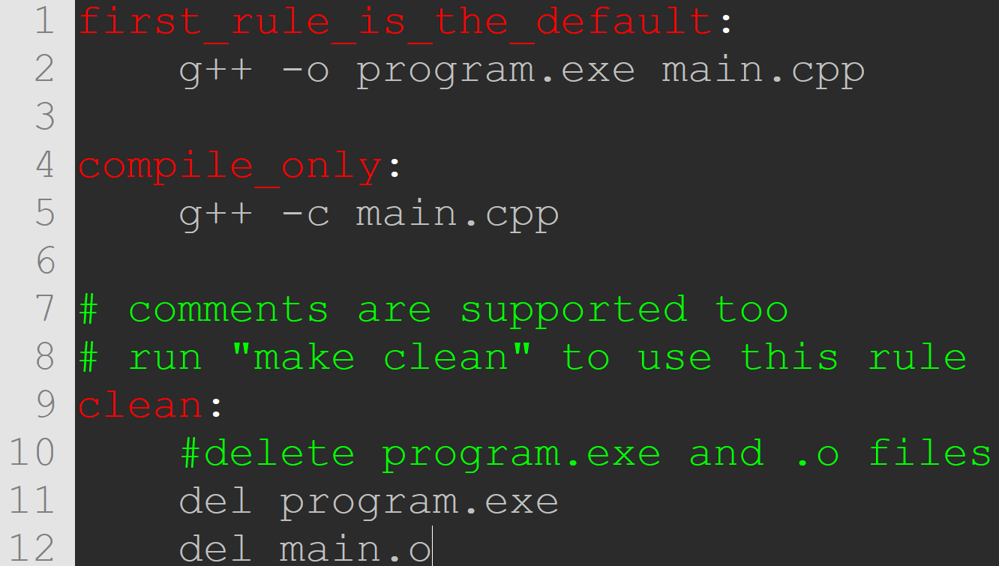 1 first_rule_is_the_default:
2     g++ -o program.exe main.cpp
3
4 compile_only:
5     g++ -c main.cpp
6
7 # comments are supported too
8 # run "make clean" to use this rule
9 clean:
10     #delete program.exe and .o files
11     del program.exe
12     del main.o